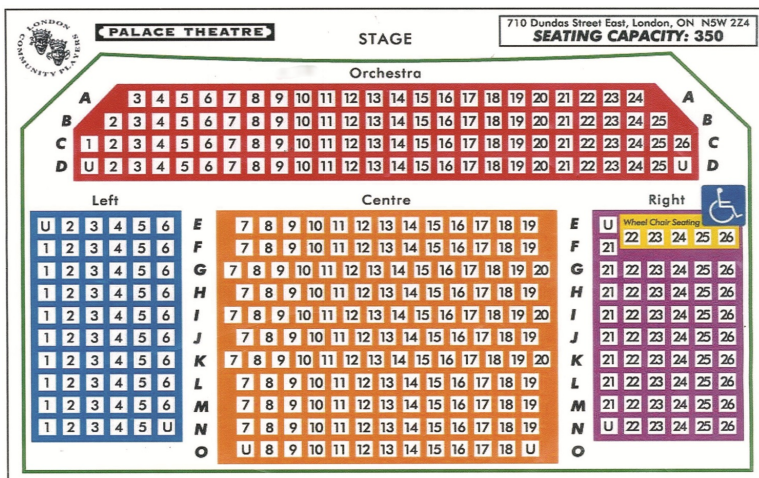 LONDON COMMUNITY PLAYERS
PALACE THEATRE
STAGE
710 Dundas Street East, London, ON N5W 2Z4
SEATING CAPACITY: 350
Orchestra
A 3 4 5 6 7 8 9 10 11 12 13 14 15 16 17 18 19 20 21 22 23 24 A
B 2 3 4 5 6 7 8 9 10 11 12 13 14 15 16 17 18 19 20 21 22 23 24 25 B
C 1 2 3 4 5 6 7 8 9 10 11 12 13 14 15 16 17 18 19 20 21 22 23 24 25 26 C
D U 2 3 4 5 6 7 8 9 10 11 12 13 14 15 16 17 18 19 20 21 22 23 24 25 U D
Left Centre Right
Wheel Chair Seating
U 2 3 4 5 6 E 7 8 9 10 11 12 13 14 15 16 17 18 19 E U 22 23 24 25 26
1 2 3 4 5 6 F 7 8 9 10 11 12 13 14 15 16 17 18 19 F 21
1 2 3 4 5 6 G 7 8 9 10 11 12 13 14 15 16 17 18 19 20 G 21 22 23 24 25 26
1 2 3 4 5 6 H 7 8 9 10 11 12 13 14 15 16 17 18 19 H 21 22 23 24 25 26
1 2 3 4 5 6 I 7 8 9 10 11 12 13 14 15 16 17 18 19 20 I 21 22 23 24 25 26
1 2 3 4 5 6 J 7 8 9 10 11 12 13 14 15 16 17 18 19 J 21 22 23 24 25 26
1 2 3 4 5 6 K 7 8 9 10 11 12 13 14 15 16 17 18 19 20 K 21 22 23 24 25 26
1 2 3 4 5 6 L 7 8 9 10 11 12 13 14 15 16 17 18 19 L 21 22 23 24 25 26
1 2 3 4 5 6 M 7 8 9 10 11 12 13 14 15 16 17 18 19 M 21 22 23 24 25 26
1 2 3 4 5 U N 7 8 9 10 11 12 13 14 15 16 17 18 19 N U 22 23 24 25 26
O U 8 9 10 11 12 13 14 15 16 17 18 U O